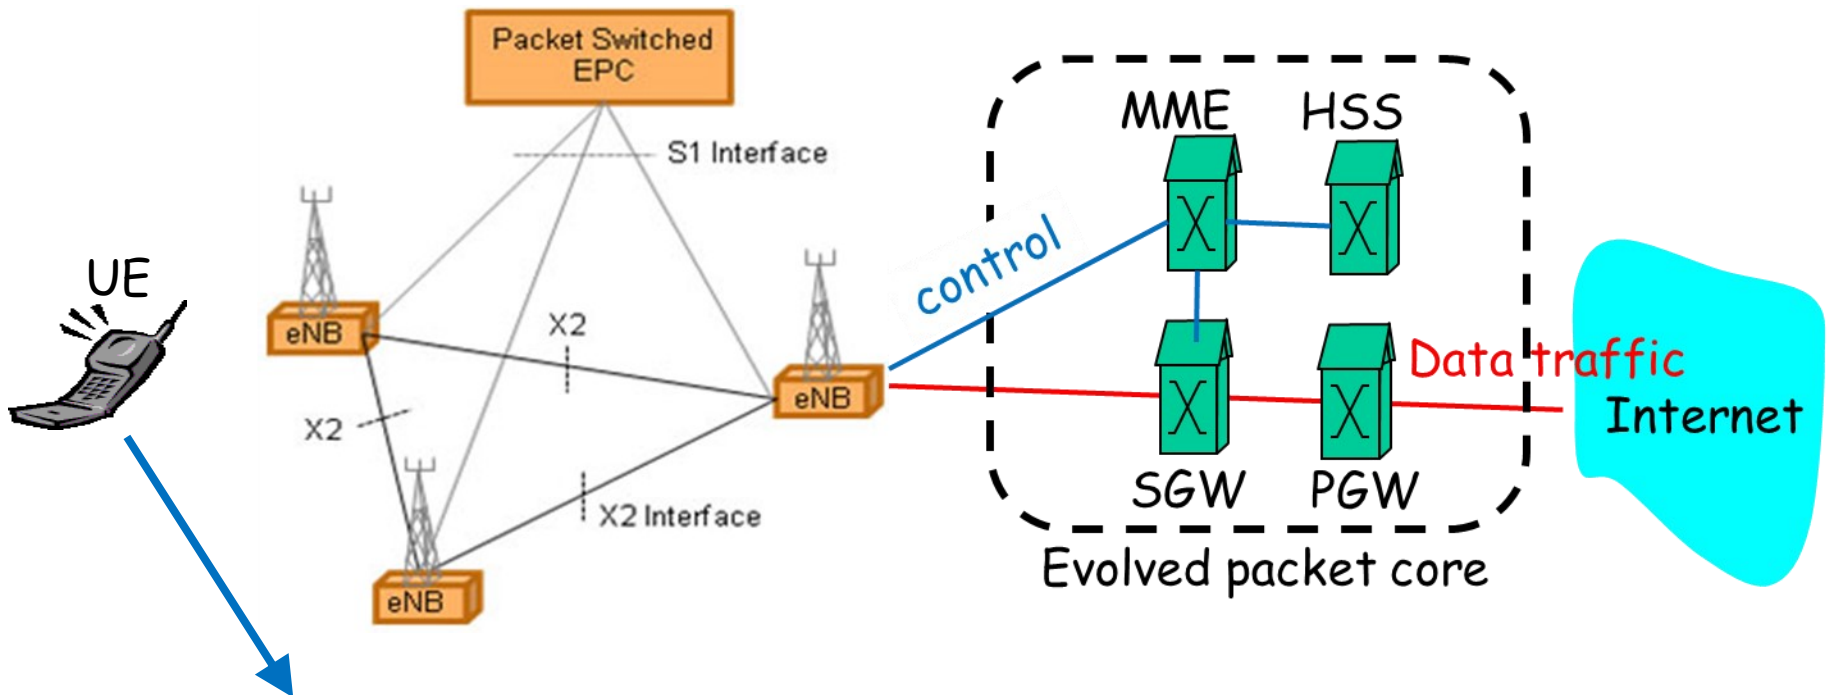 Packet Switched
EPC
S1 Interface
MME
HSS
UE
control
eNB
X2
eNB
Data traffic
Internet
X2
X2 Interface
SGW
PGW
eNB
Evolved packet core